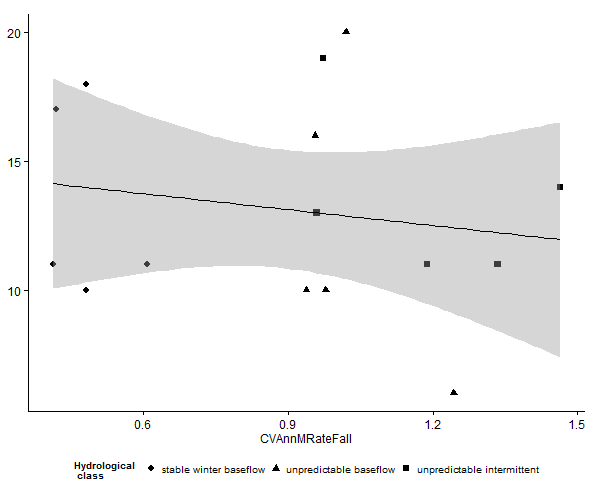 20
15
10
0.6 0.9 1.2 1.5
CVAnnMRateFall
Hydrological
class
stable winter baseflow unpredictable baseflow unpredictable intermittent